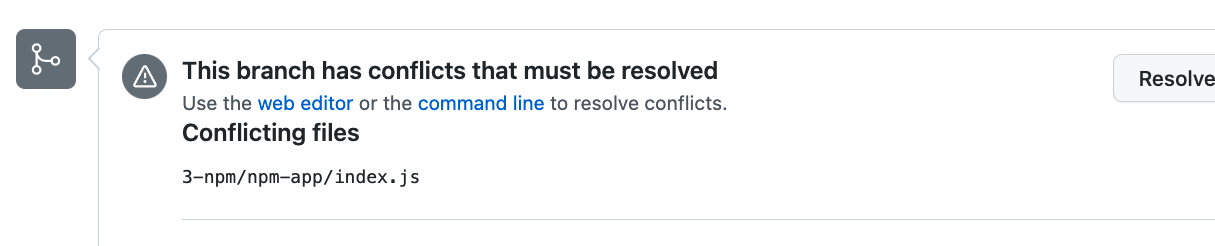 This branch has conflicts that must be resolved
Resolve
Use the web editor or the command line to resolve conflicts.
Conflicting files
3-npm/npm-app/index.js